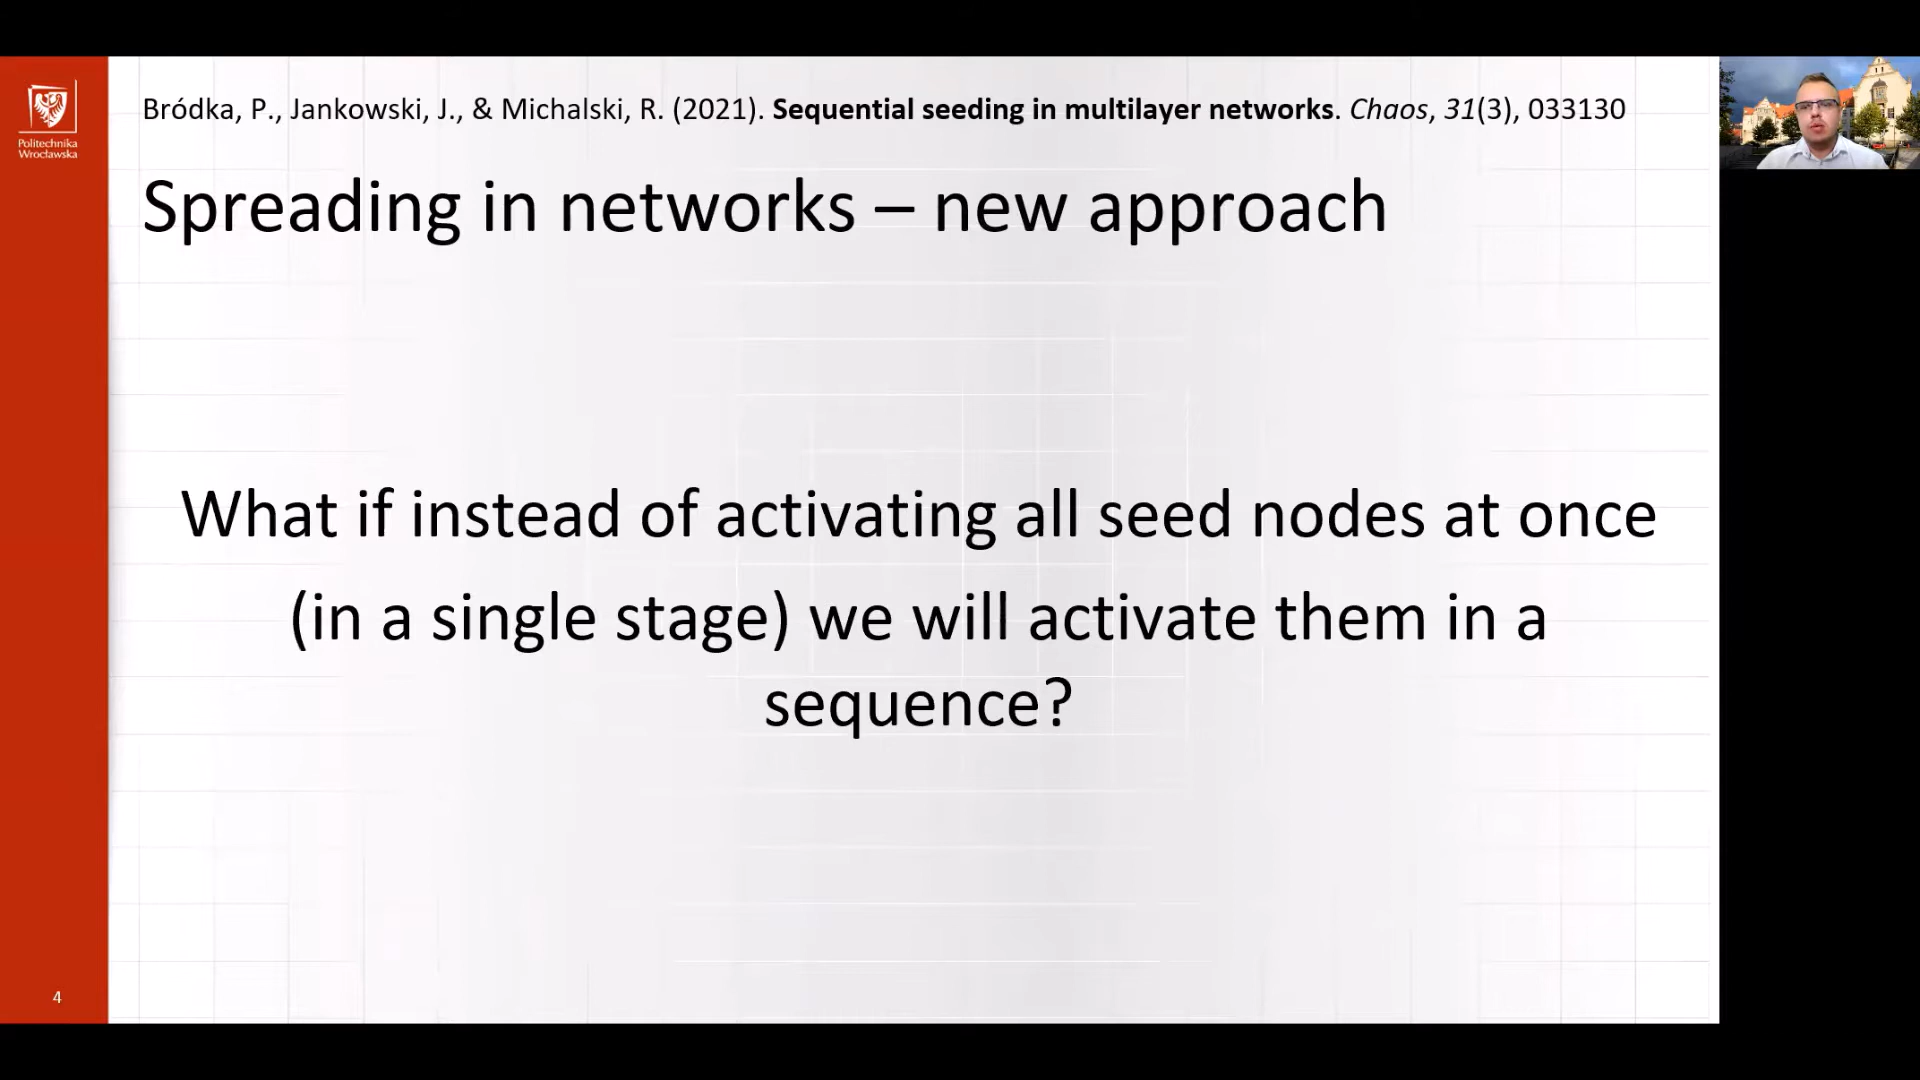 Politechnika
Wrocławska
Bródka, P., Jankowski, J., & Michalski, R. (2021). Sequential seeding in multilayer networks. Chaos, 31(3), 033130
Spreading in networks – new approach
What if instead of activating all seed nodes at once
(in a single stage) we will activate them in a
sequence?
4